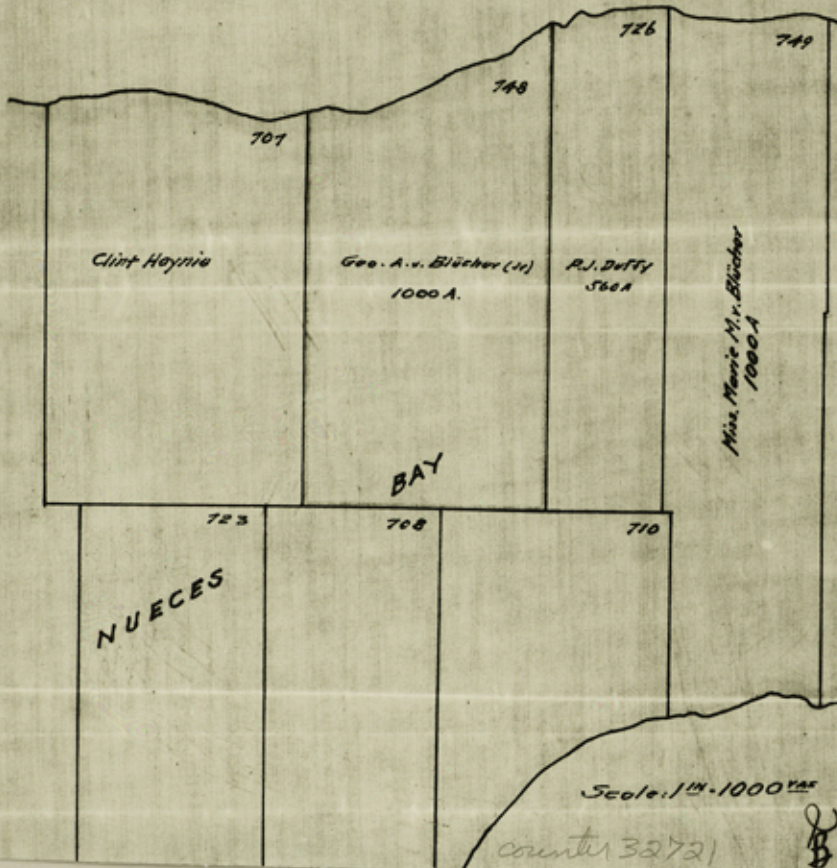 726
749
748
707
Clint Haynie
Geo. A. v. Blücher (Jr)
1000 A.
P.J. Duffy
560 A
Miss Marie M. v. Blücher
1000 A
BAY
723
708
710
NUECES
Scale: 1 IN - 1000 VRS
counter 32721